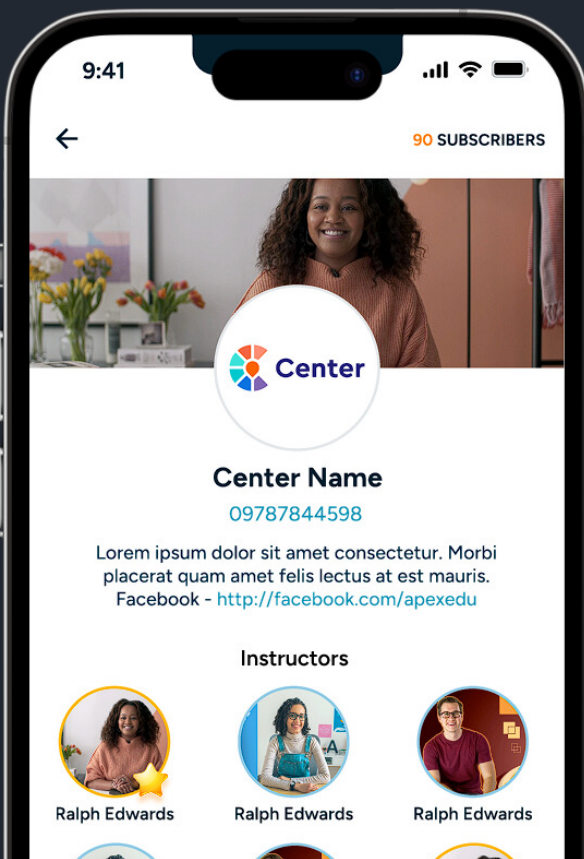 9:41
90 SUBSCRIBERS
Center
Center Name
09787844598
Lorem ipsum dolor sit amet consectetur. Morbi
placerat quam amet felis lectus at est mauris.
Facebook - http://facebook.com/apexedu
Instructors
Ralph Edwards Ralph Edwards Ralph Edwards